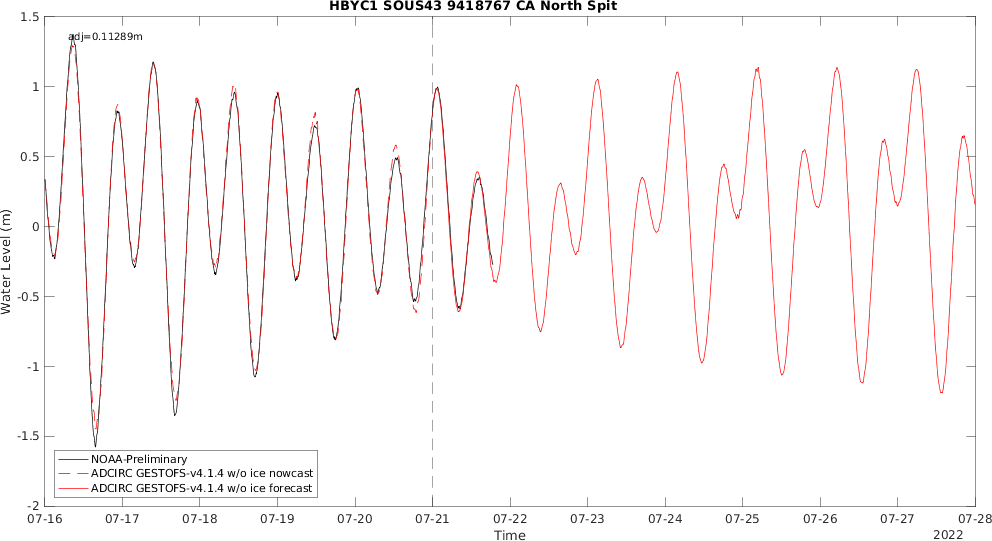 HBYC1 SOUS43 9418767 CA North Spit
adj=0.11289m
1.5
1
0.5
0
-0.5
-1
-1.5
-2
Water Level (m)
NOAA-Preliminary
ADCIRC GESTOFS-v4.1.4 w/o ice nowcast
ADCIRC GESTOFS-v4.1.4 w/o ice forecast
07-16 07-17 07-18 07-19 07-20 07-21 07-22 07-23 07-24 07-25 07-26 07-27 07-28
Time
2022